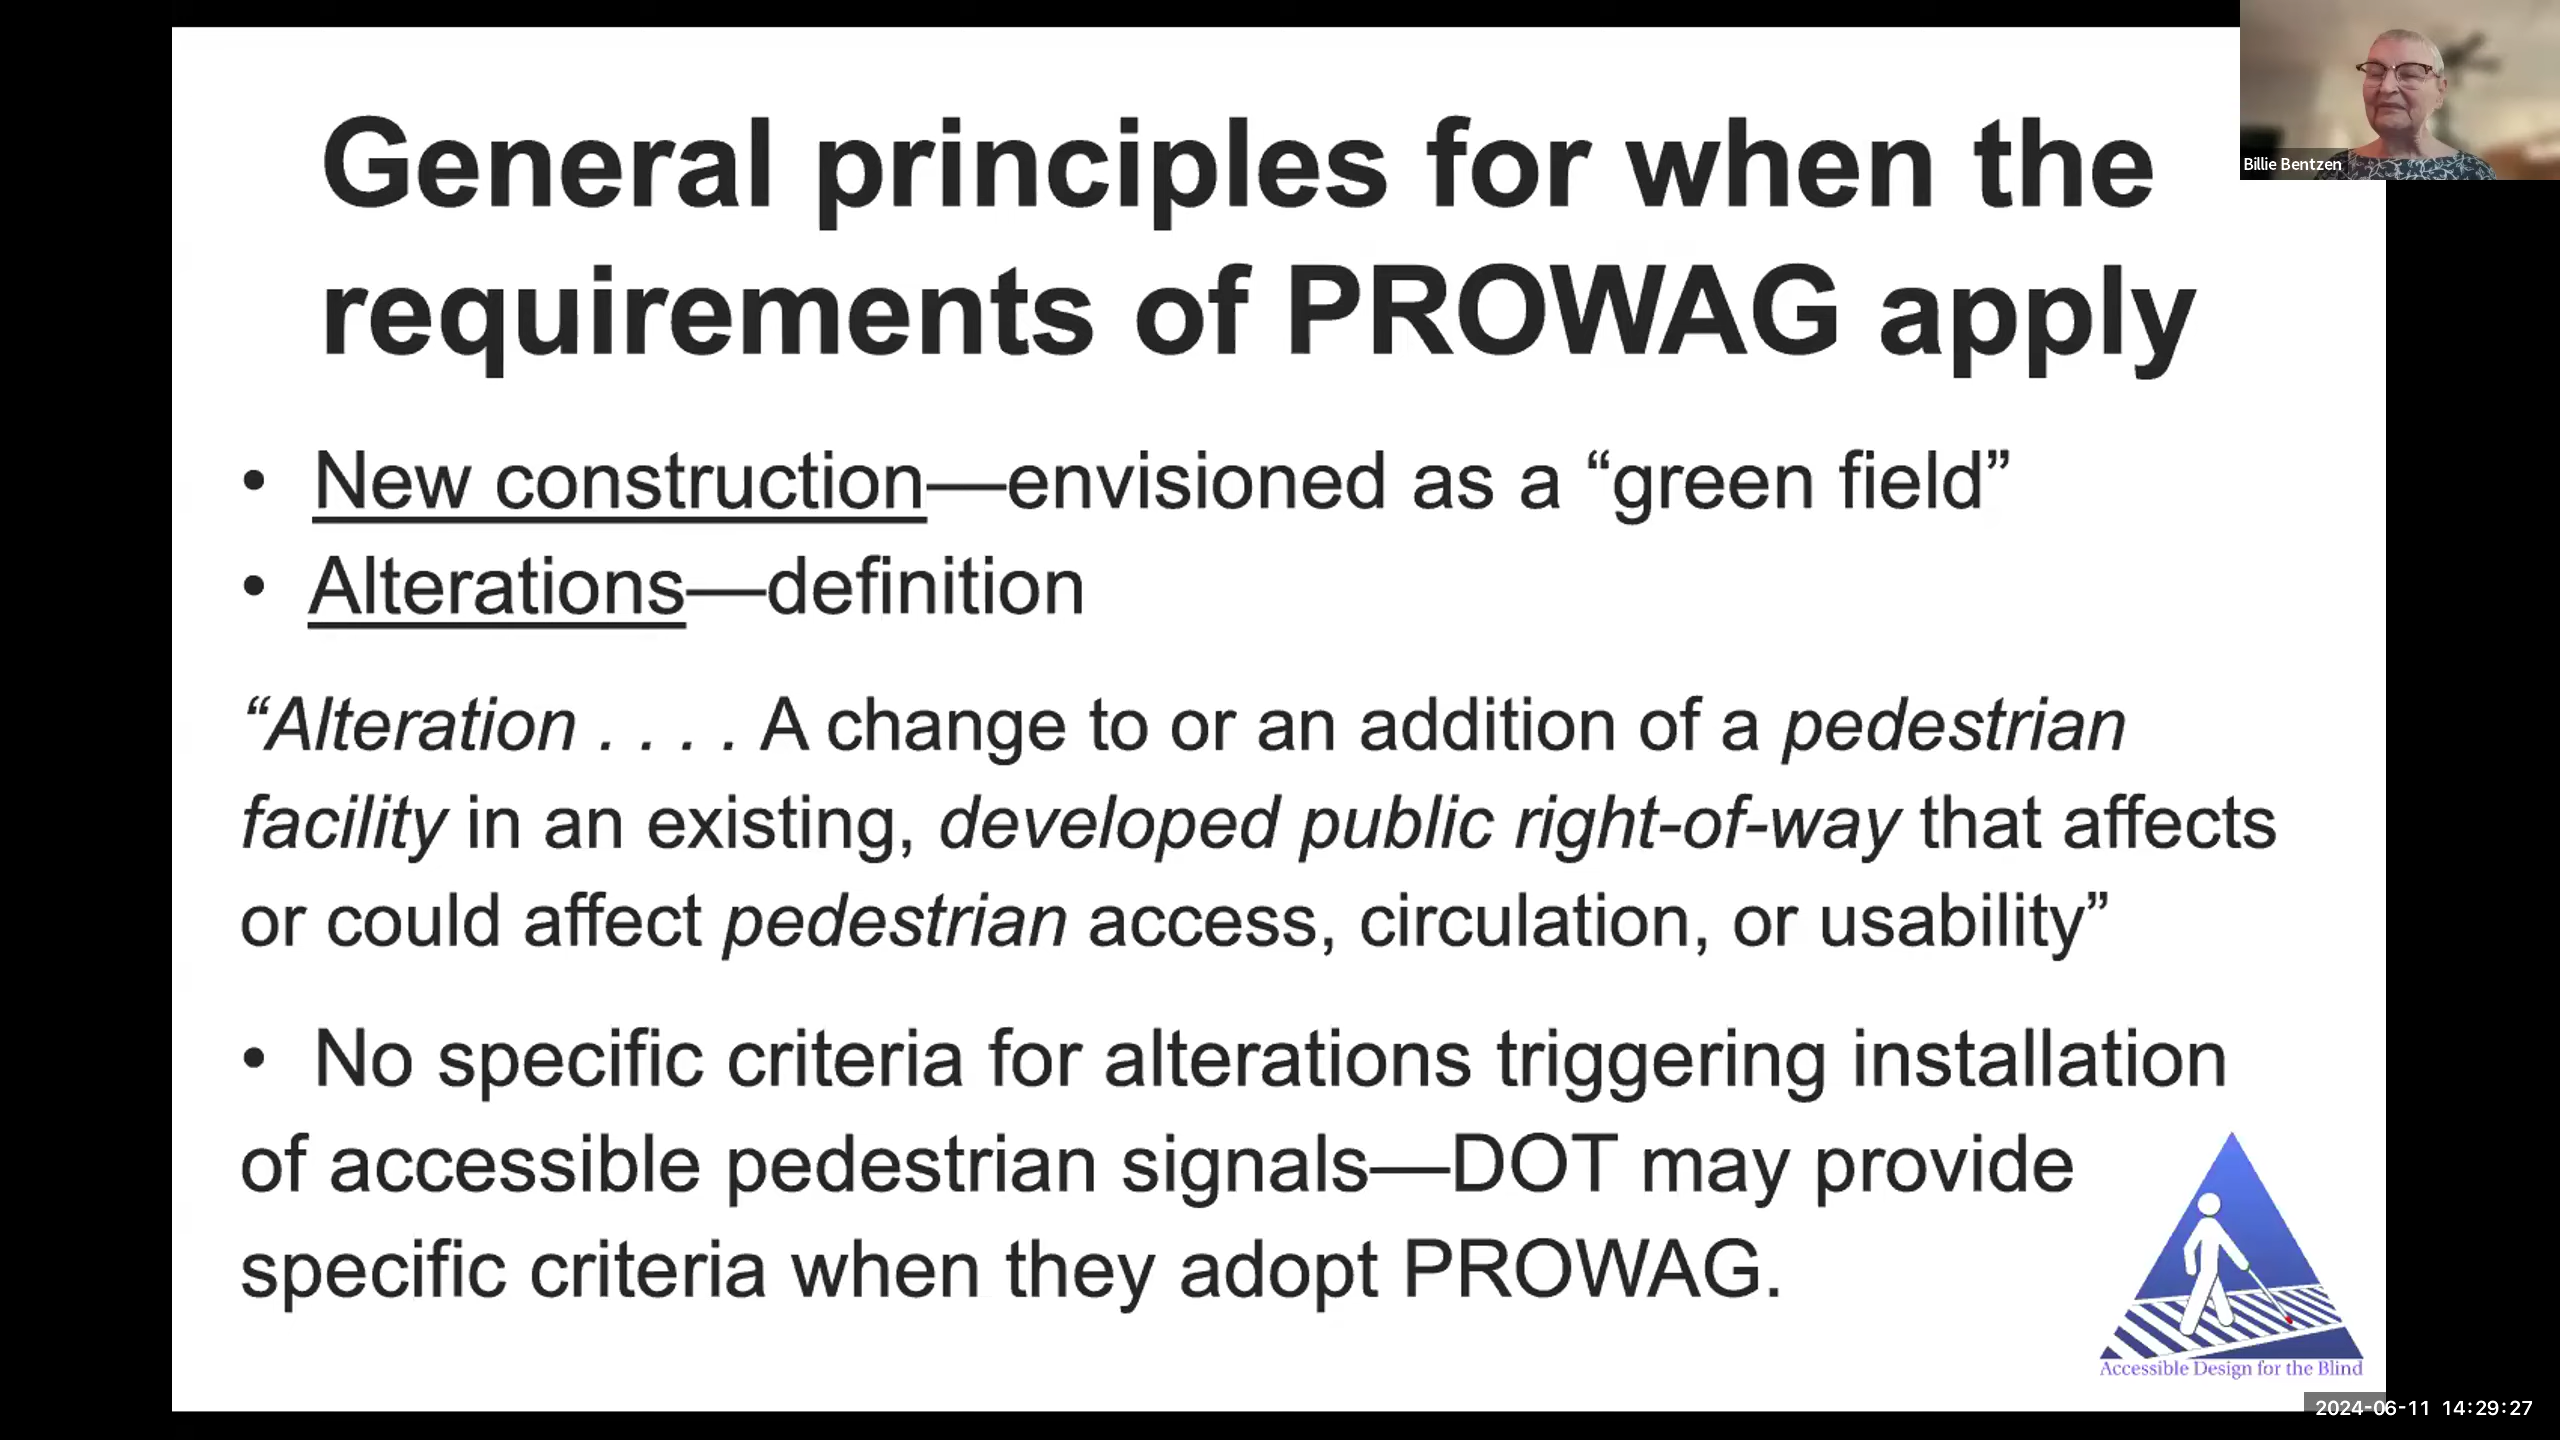 General principles for when the
requirements of PROWAG apply
• New construction—envisioned as a “green field”
• Alterations—definition
“Alteration . . . . A change to or an addition of a pedestrian
facility in an existing, developed public right-of-way that affects
or could affect pedestrian access, circulation, or usability”
• No specific criteria for alterations triggering installation
of accessible pedestrian signals—DOT may provide
specific criteria when they adopt PROWAG.
Accessible Design for the Blind
Billie Bentzen
2024-06-11 14:29:27